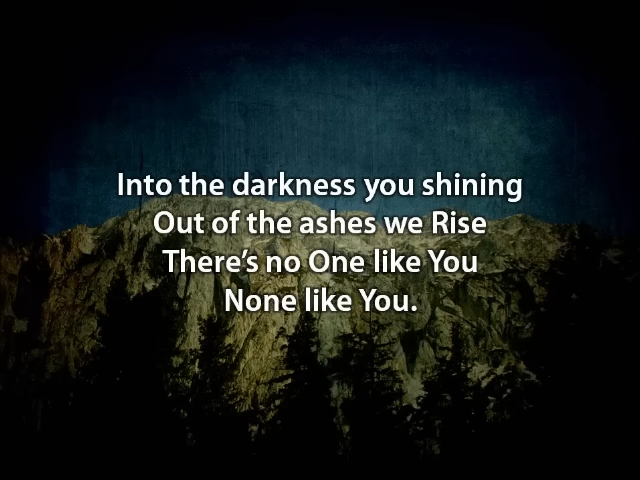 Into the darkness you shining
Out of the ashes we Rise
There’s no One like You
None like You.